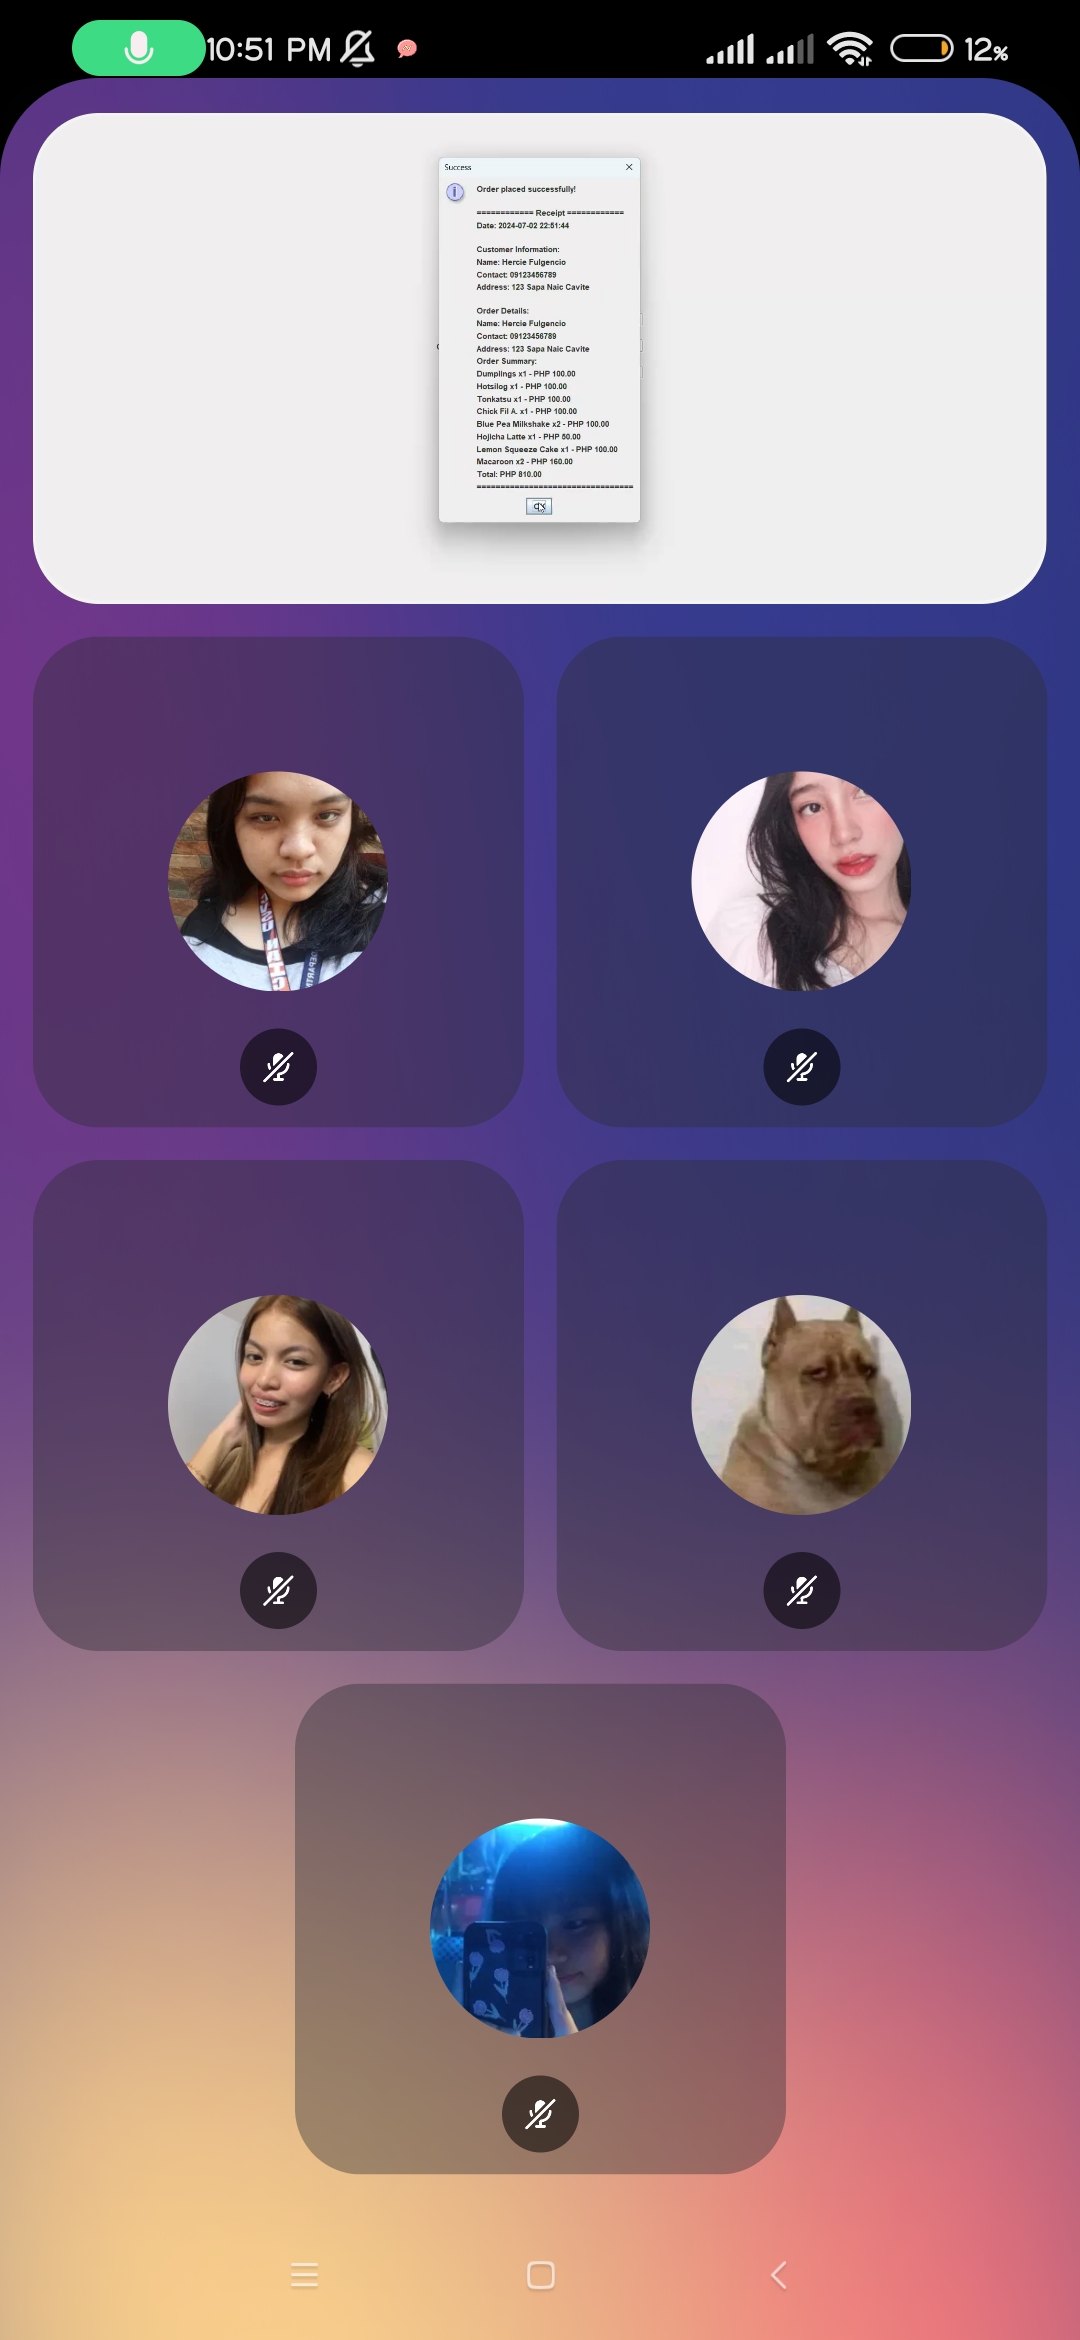 10:51 PM
12%
Success
Order placed successfully!
============ Receipt ============
Date: 2024-07-02 22:51:44
Customer Information:
Name: Hercie Fulgencio
Contact: 09123456789
Address: 123 Sapa Naic Cavite
Order Details:
Name: Hercie Fulgencio
Contact: 09123456789
Address: 123 Sapa Naic Cavite
Order Summary:
Dumplings x1 - PHP 100.00
Hotsilog x1 - PHP 100.00
Tonkatsu x1 - PHP 100.00
Chick Fil A. x1 - PHP 100.00
Blue Pea Milkshake x2 - PHP 100.00
Hojicha Latte x1 - PHP 50.00
Lemon Squeeze Cake x1 - PHP 100.00
Macaroon x2 - PHP 160.00
Total: PHP 810.00
=================================